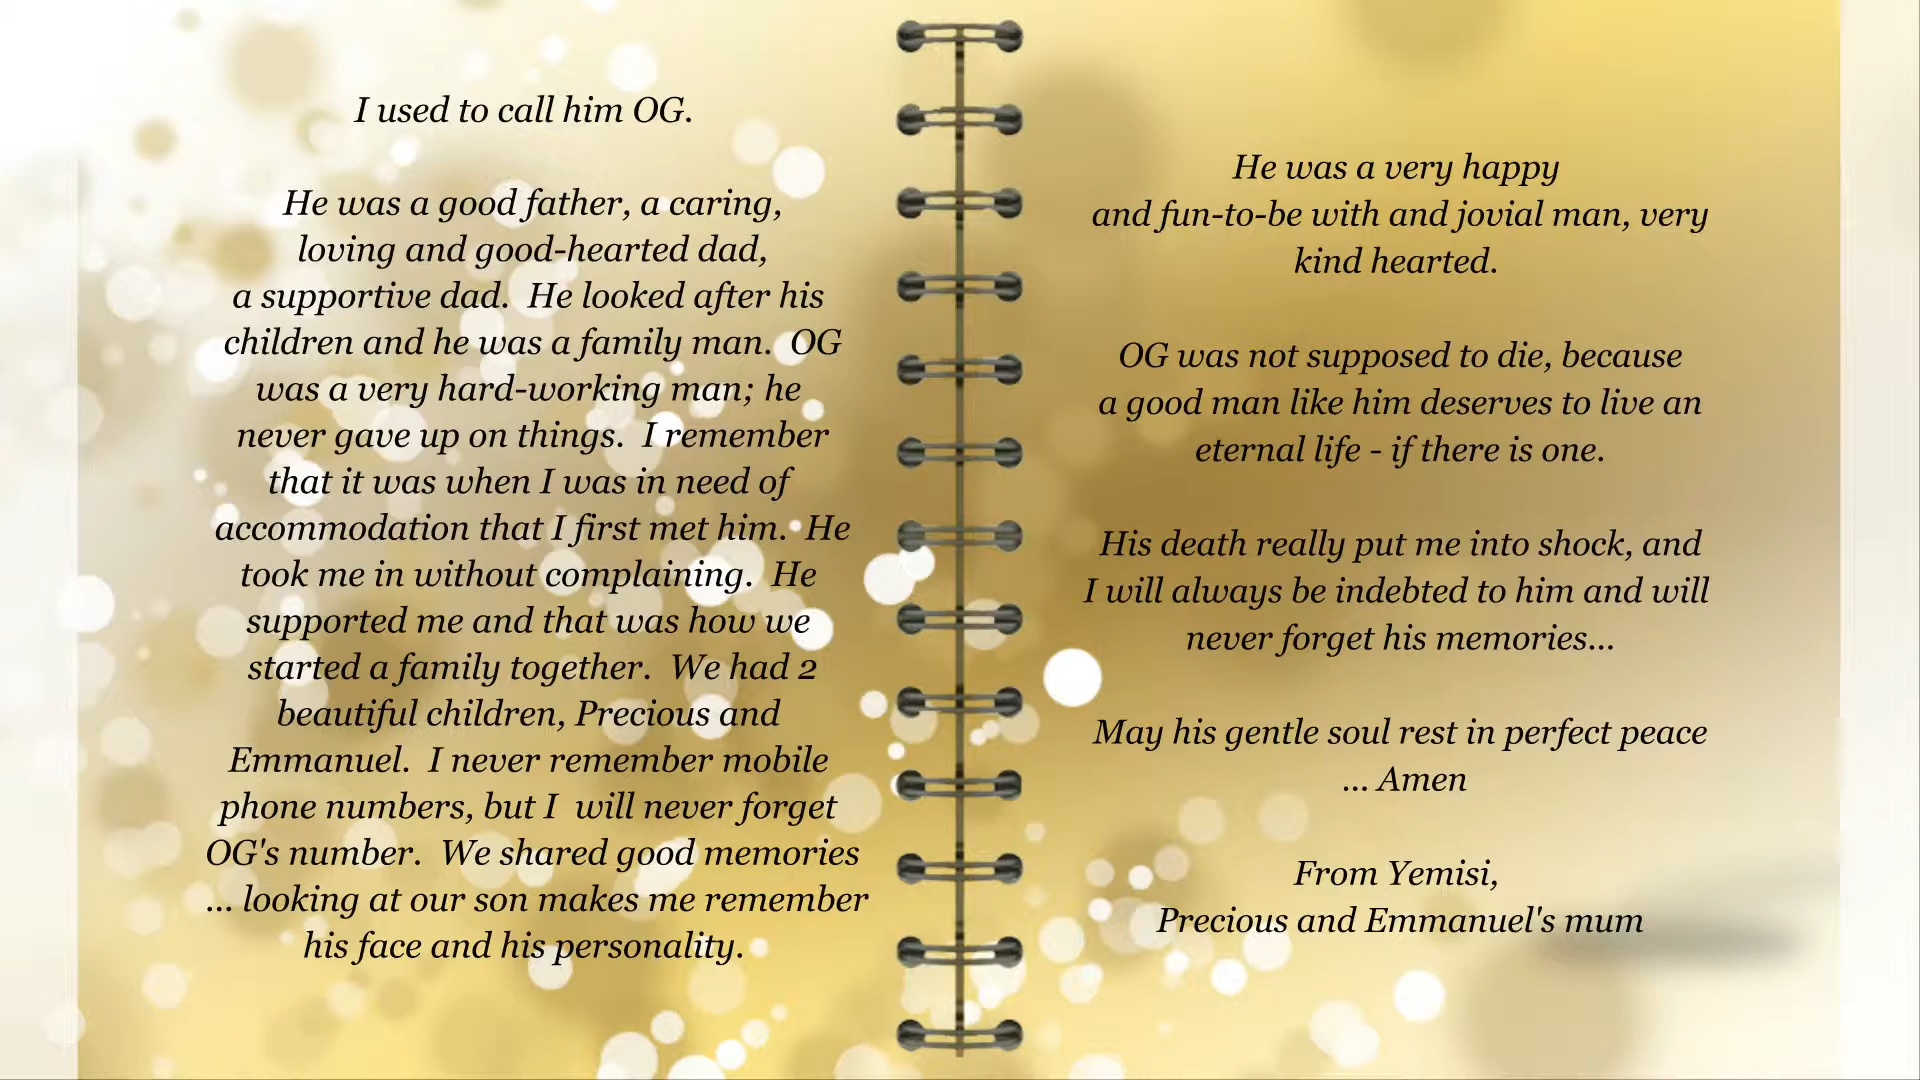 I used to call him OG.
He was a good father, a caring,
loving and good-hearted dad,
a supportive dad.  He looked after his
children and he was a family man.  OG
was a very hard-working man; he
never gave up on things.  I remember
that it was when I was in need of
accommodation that I first met him.  He
took me in without complaining.  He
supported me and that was how we
started a family together.  We had 2
beautiful children, Precious and
Emmanuel.  I never remember mobile
phone numbers, but I  will never forget
OG's number.  We shared good memories
... looking at our son makes me remember
his face and his personality.
He was a very happy
and fun-to-be with and jovial man, very
kind hearted.
OG was not supposed to die, because
a good man like him deserves to live an
eternal life - if there is one.
His death really put me into shock, and
I will always be indebted to him and will
never forget his memories...
May his gentle soul rest in perfect peace
... Amen
From Yemisi,
Precious and Emmanuel's mum